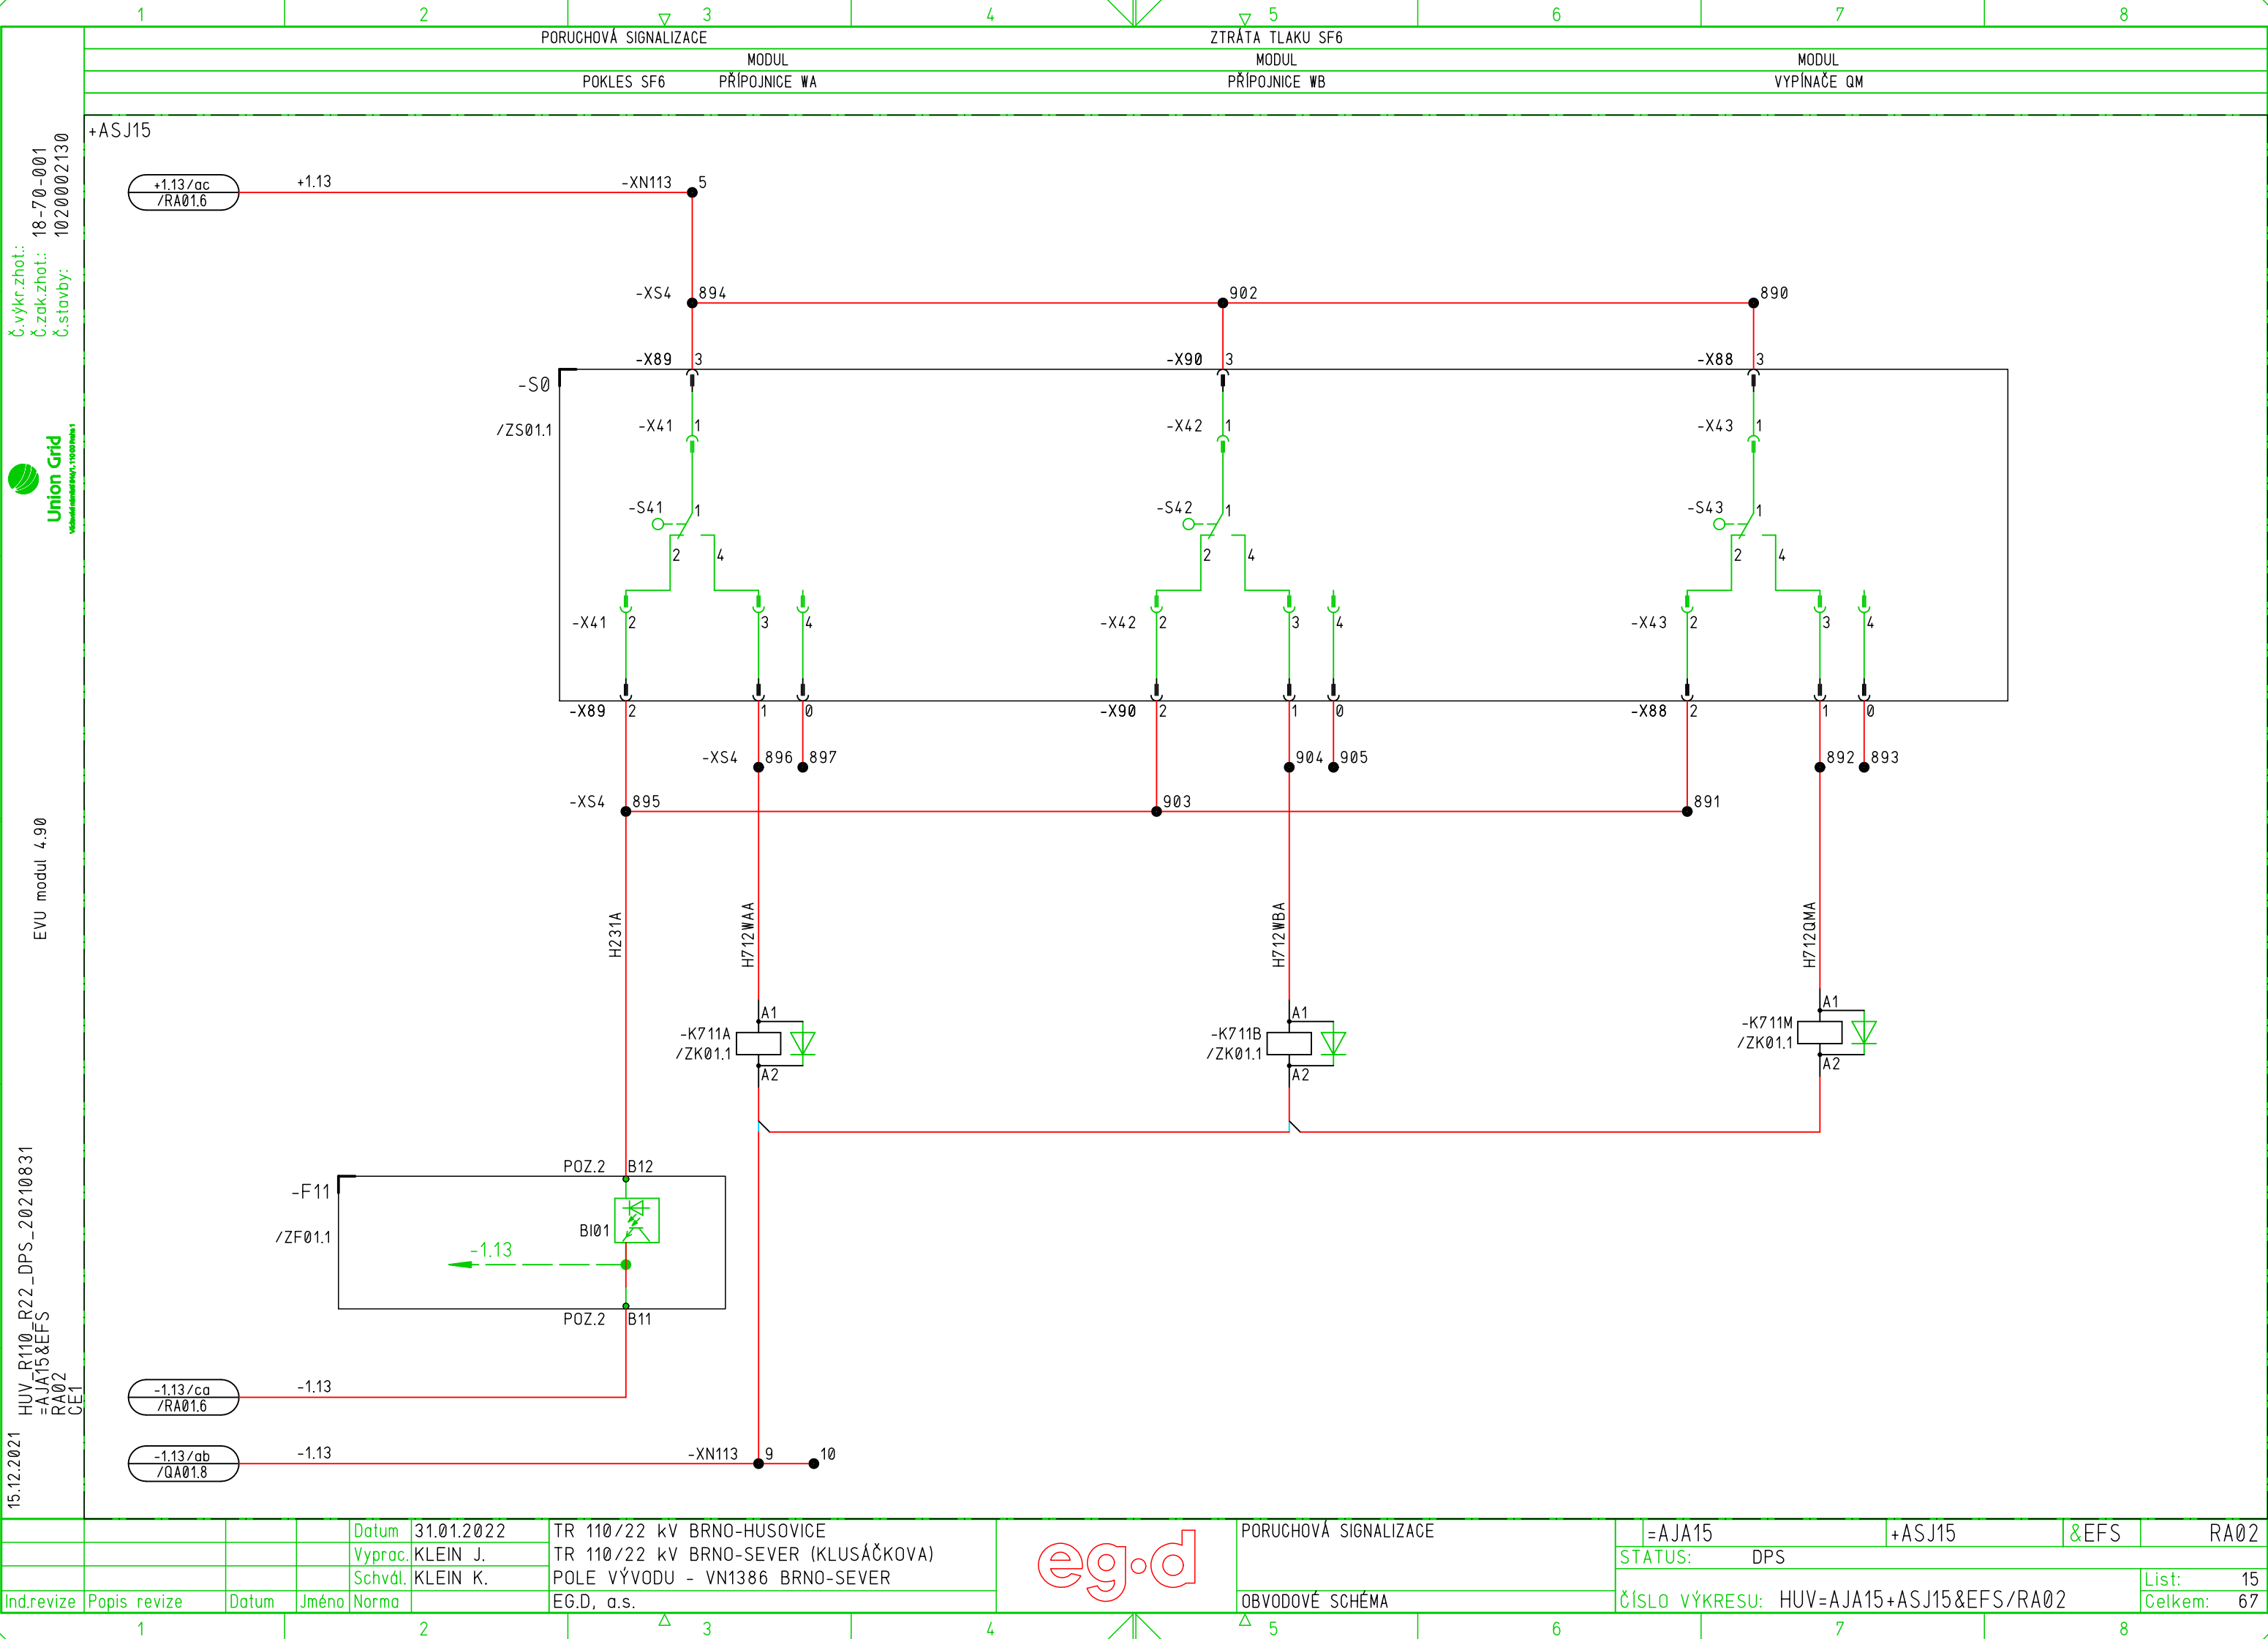 1 2 3 4 5 6 7 8
PORUCHOVÁ SIGNALIZACE
ZTRÁTA TLAKU SF6
MODUL
MODUL
MODUL
POKLES SF6
PŘÍPOJNICE WA
PŘÍPOJNICE WB
VYPÍNAČE QM
+ASJ15
+1.13/ac
/RA01.6
+1.13
-XN113 5
-XS4 894
902
890
-X89 3
-X90 3
-X88 3
-S0
/ZS01.1
-X41 1
-X42 1
-X43 1
-S41 1
-S42 1
-S43 1
2 4
2 4
2 4
-X41 2 3 4
-X42 2 3 4
-X43 2 3 4
-X89 2 1 0
-X90 2 1 0
-X88 2 1 0
-XS4 896 897
904 905
892 893
-XS4 895
903
891
H231A
H712WAA
H712WBA
H712QMA
A1
-K711A
/ZK01.1
A2
A1
-K711B
/ZK01.1
A2
A1
-K711M
/ZK01.1
A2
POZ.2 B12
-F11
/ZF01.1
BI01
-1.13
POZ.2 B11
-1.13/ca
/RA01.6
-1.13
-1.13/ab
/QA01.8
-1.13
-XN113 9 10
Č.výkr.zhot.:
Č.zak.zhot.: 18-70-001
Č.stavby: 1020002130
Union Grid
EVU modul 4.90
HUV_R110_R22_DPS_20210831
=AJA15&EFS
RA02
CE1
15.12.2021
Ind.revize
Popis revize
Datum
Jméno
Datum 31.01.2022
Vyprac. KLEIN J.
Schvál. KLEIN K.
Norma
TR 110/22 kV BRNO-HUSOVICE
TR 110/22 kV BRNO-SEVER (KLUSÁČKOVA)
POLE VÝVODU - VN1386 BRNO-SEVER
EG.D, a.s.
eg·d
PORUCHOVÁ SIGNALIZACE
OBVODOVÉ SCHÉMA
=AJA15
+ASJ15
&EFS
RA02
STATUS: DPS
ČÍSLO VÝKRESU: HUV=AJA15+ASJ15&EFS/RA02
List: 15
Celkem: 67
1 2 3 4 5 6 7 8